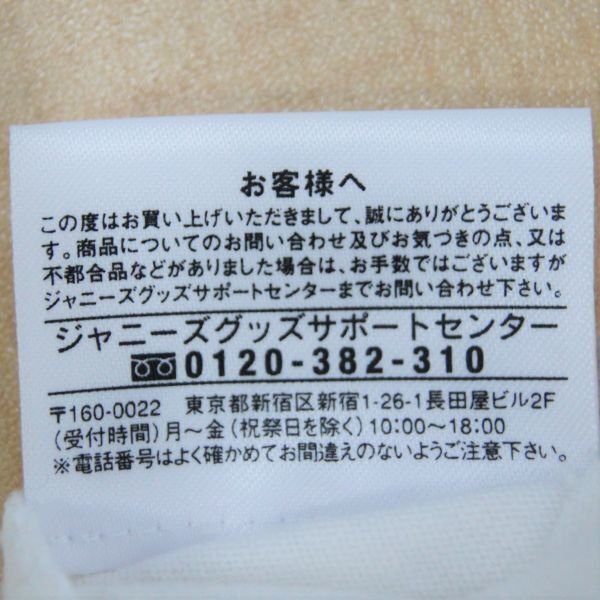 お客様へ
この度はお買い上げいただきまして、誠にありがとうございま
す。商品についてのお問い合わせ及びお気づきの点、又は
不都合品などがありました場合は、お手数ではございますが
ジャニーズグッズサポートセンターまでお問い合わせ下さい。
ジャニーズグッズサポートセンター
0120-382-310
〒160-0022 東京都新宿区新宿1-26-1長田屋ビル2F
(受付時間)月〜金(祝祭日を除く)10:00〜18:00
※電話番号はよく確かめてお間違えのないようご注意下さい。